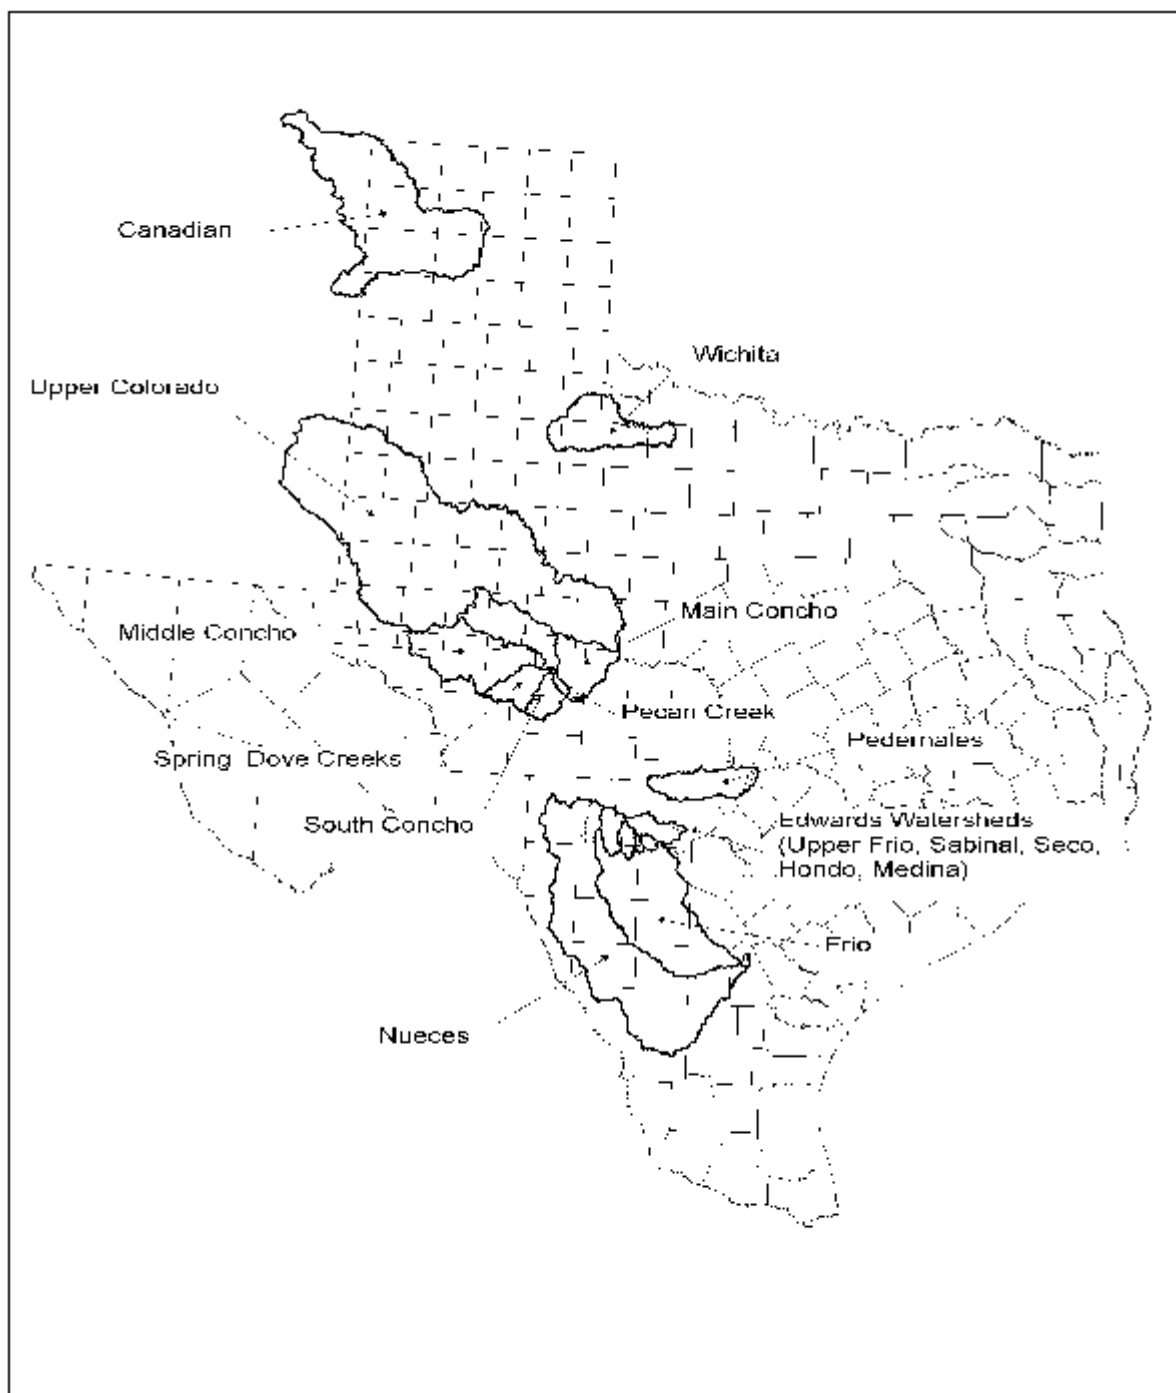 Canadian
Wichita
Upper Colorado
Main Concho
Middle Concho
Pecan Creek
Pedernales
Spring Dove Creeks
South Concho
Edwards Watersheds
(Upper Frio, Sabinal, Seco,
Hondo, Medina)
Frio
Nueces